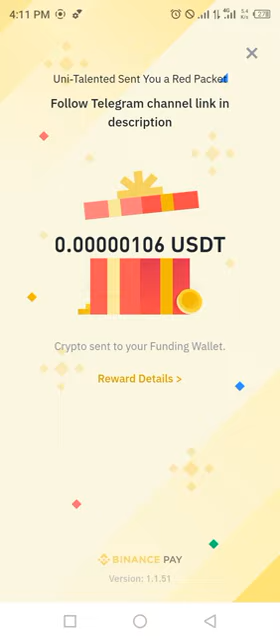 4:11 PM
Uni-Talented Sent You a Red Packet
Follow Telegram channel link in
description
0.00000106 USDT
Crypto sent to your Funding Wallet.
Reward Details >
BINANCE PAY
Version: 1.1.51